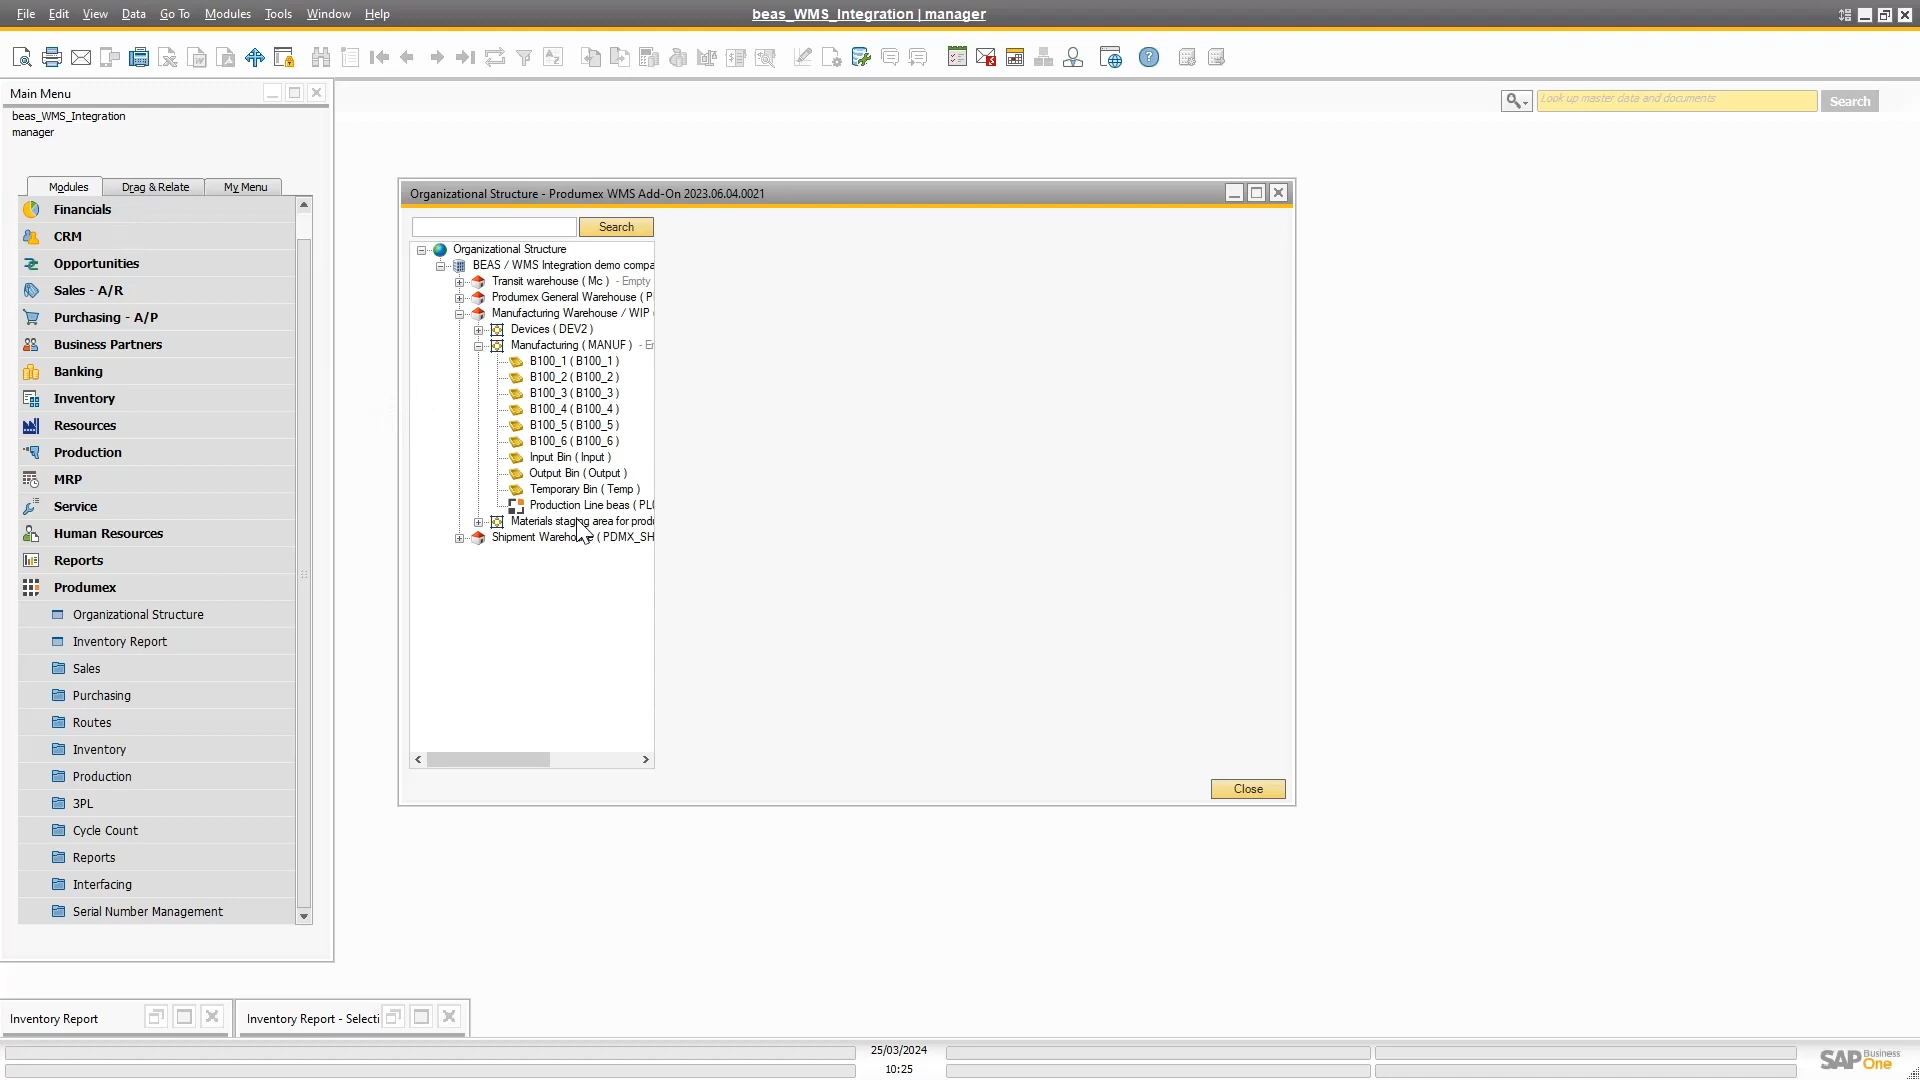 File Edit View Data Go To Modules Tools Window Help
beas_WMS_Integration | manager
Main Menu
beas_WMS_Integration
manager
Look up master data and documents
Search
Modules
Drag & Relate
My Menu
Financials
CRM
Opportunities
Sales - A/R
Purchasing - A/P
Business Partners
Banking
Inventory
Resources
Production
MRP
Service
Human Resources
Reports
Produmex
Organizational Structure
Inventory Report
Sales
Purchasing
Routes
Inventory
Production
3PL
Cycle Count
Reports
Interfacing
Serial Number Management
Organizational Structure - Produmex WMS Add-On 2023.06.04.0021
Search
Organizational Structure
BEAS / WMS Integration demo compa
Transit warehouse ( Mc ) - Empty
Produmex General Warehouse ( P
Manufacturing Warehouse / WIP (
Devices ( DEV2 )
Manufacturing ( MANUF ) - Er
B100_1 ( B100_1 )
B100_2 ( B100_2 )
B100_3 ( B100_3 )
B100_4 ( B100_4 )
B100_5 ( B100_5 )
B100_6 ( B100_6 )
Input Bin ( Input )
Output Bin ( Output )
Temporary Bin ( Temp )
Production Line beas ( PL(
Materials staging area for prod
Shipment Warehouse ( PDMX_SH
Close
Inventory Report
Inventory Report - Selecti
25/03/2024
10:25
SAP Business One